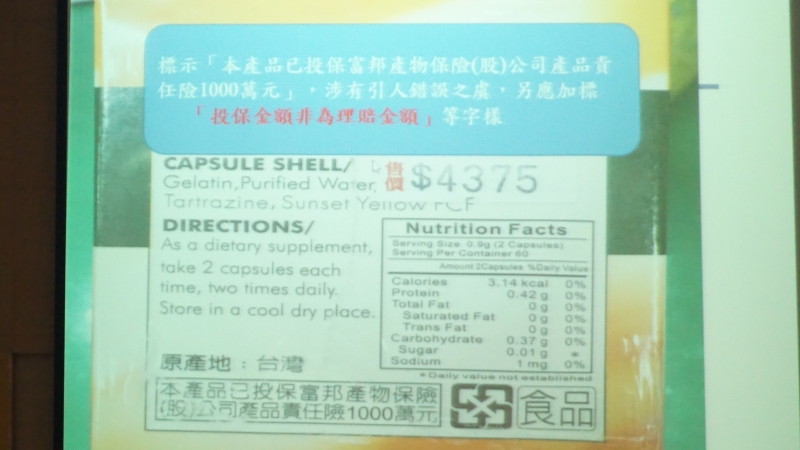 標示「本產品已投保富邦產物保險(股)公司產品責
任險1000萬元」，涉有引人錯誤之虞，另應加標
「投保金額非為理賠金額」等字樣
CAPSULE SHELL/
Gelatin,Purified Water,
Tartrazine, Sunset Yellow FCF
售價 $4375
DIRECTIONS/
As a dietary supplement,
take 2 capsules each
time, two times daily.
Store in a cool dry place.
Nutrition Facts
Serving Size 0.9g (2 Capsules)
Serving Per Container 60
Amount 2Capsules %Daily Value
Calories 3.14 kcal 0%
Protein 0.42 g 0%
Total Fat 0 g 0%
Saturated Fat 0 g 0%
Trans Fat 0 g 0%
Carbohydrate 0.37 g 0%
Sugar 0.01 g *
Sodium 1 mg 0%
* Daily value not established
原產地：台灣
本產品已投保富邦產物保險
(股)公司產品責任險1000萬元
食品